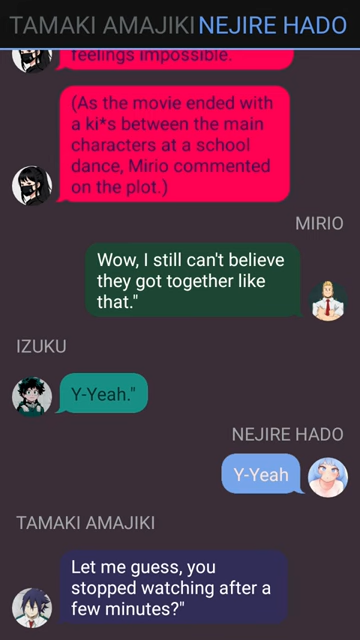 TAMAKI AMAJIKI NEJIRE HADO
feelings impossible.
(As the movie ended with
a ki*s between the main
characters at a school
dance, Mirio commented
on the plot.)
MIRIO
Wow, I still can't believe
they got together like
that."
IZUKU
Y-Yeah."
NEJIRE HADO
Y-Yeah
TAMAKI AMAJIKI
Let me guess, you
stopped watching after a
few minutes?"